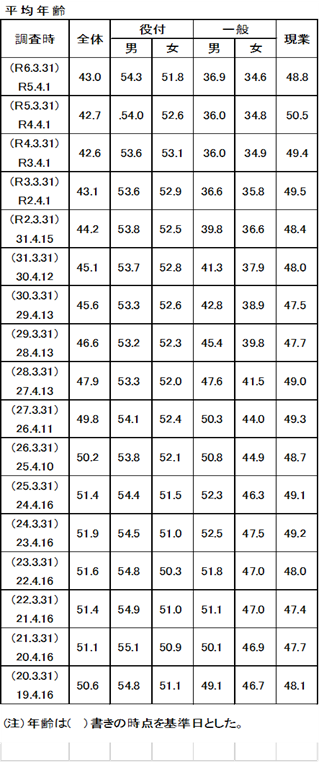 平均年齢
調査時 全体 役付 一般 現業
男 女 男 女
(R6.3.31)
R5.4.1 43.0 54.3 51.8 36.9 34.6 48.8
(R5.3.31)
R4.4.1 42.7 .54.0 52.6 36.0 34.8 50.5
(R4.3.31)
R3.4.1 42.6 53.6 53.1 36.0 34.9 49.4
(R3.3.31)
R2.4.1 43.1 53.6 52.9 36.6 35.8 49.5
(R2.3.31)
31.4.15 44.2 53.8 52.5 39.8 36.6 48.4
(31.3.31)
30.4.12 45.1 53.7 52.8 41.3 37.9 48.0
(30.3.31)
29.4.13 45.6 53.3 52.6 42.8 38.9 47.5
(29.3.31)
28.4.13 46.6 53.2 52.3 45.4 39.8 47.7
(28.3.31)
27.4.13 47.9 53.3 52.0 47.6 41.5 49.0
(27.3.31)
26.4.11 49.8 54.1 52.4 50.3 44.0 49.3
(26.3.31)
25.4.10 50.2 53.8 52.1 50.8 44.9 48.7
(25.3.31)
24.4.16 51.4 54.4 51.5 52.3 46.3 49.1
(24.3.31)
23.4.16 51.9 54.5 51.0 52.5 47.5 49.2
(23.3.31)
22.4.16 51.6 54.8 50.3 51.8 47.0 48.0
(22.3.31)
21.4.16 51.4 54.9 51.0 51.1 47.0 47.4
(21.3.31)
20.4.16 51.1 55.1 50.9 50.1 46.9 47.7
(20.3.31)
19.4.16 50.6 54.8 51.1 49.1 46.7 48.1
(注)年齢は( )書きの時点を基準日とした。